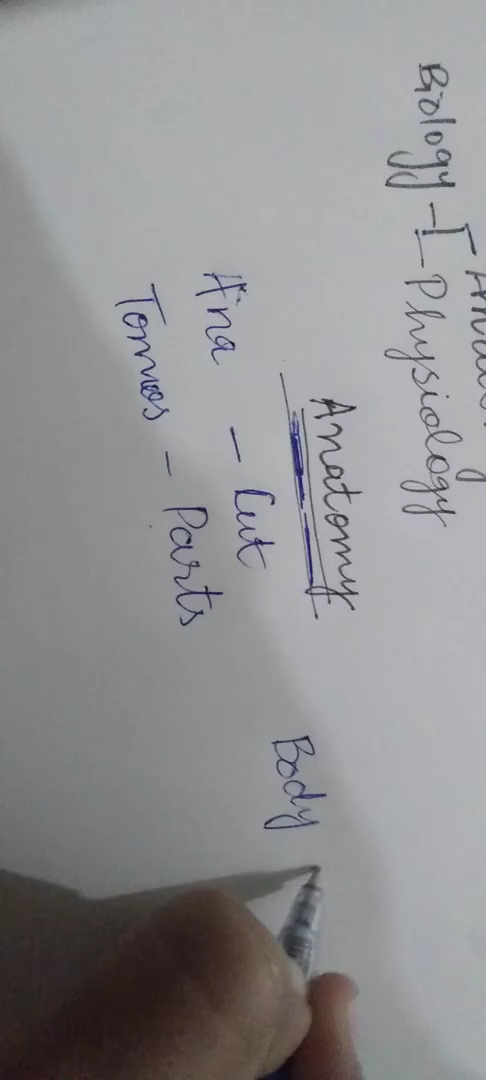 Biology - I - Physiology
Anatomy
Ana - Cut
Tomos - Parts
Body